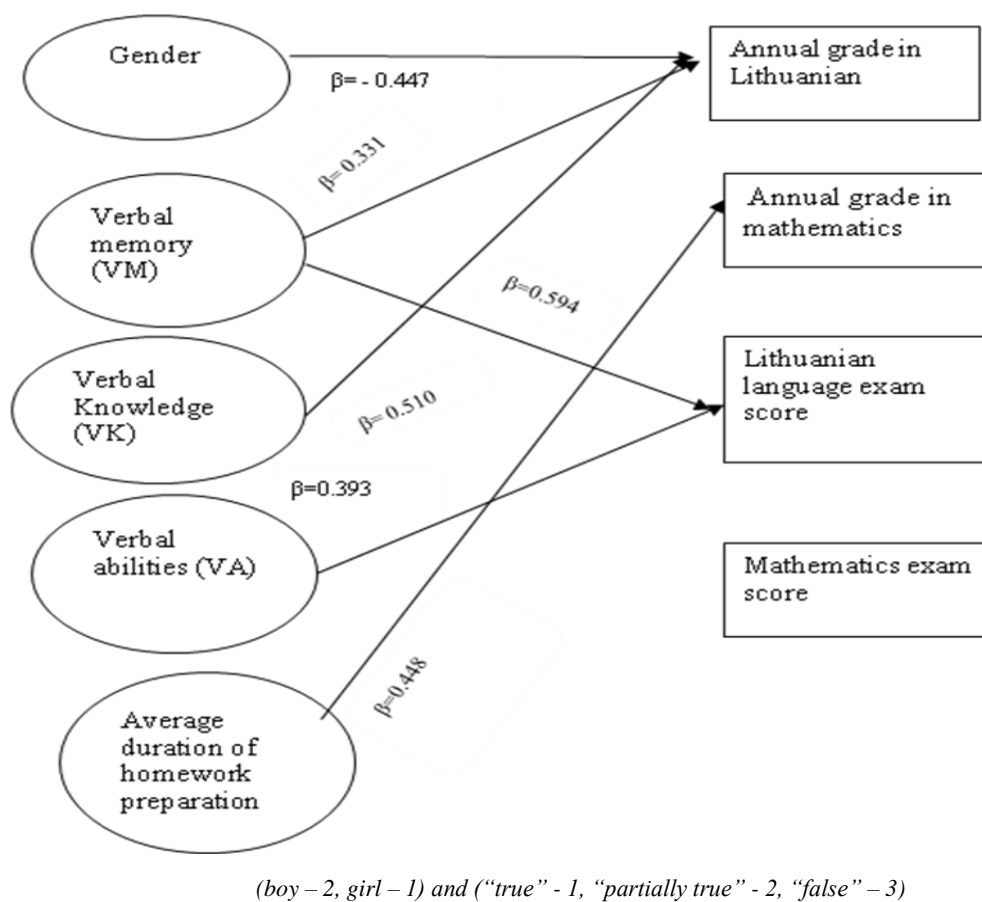 Gender
β= - 0.447
Annual grade in
Lithuanian
β= 0.331
Verbal
memory
(VM)
Annual grade in
mathematics
β=0.594
Verbal
Knowledge
(VK)
β= 0.510
Lithuanian
language exam
score
β=0.393
Verbal
abilities (VA)
Mathematics exam
score
β=0.448
Average
duration of
homework
preparation
(boy – 2, girl – 1) and (“true” - 1, “partially true” - 2, “false” – 3)